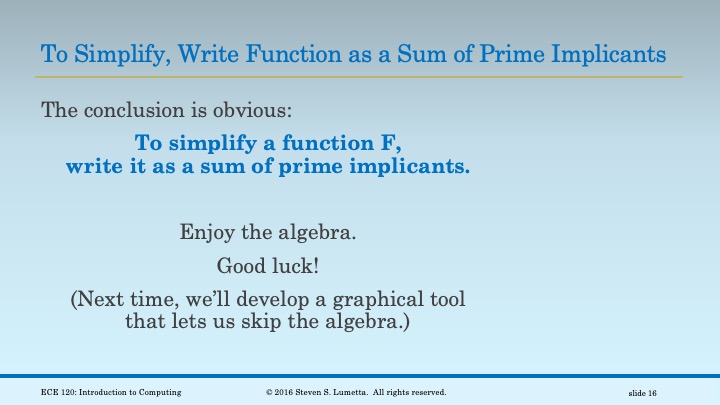 To Simplify, Write Function as a Sum of Prime Implicants
The conclusion is obvious:
To simplify a function F,
write it as a sum of prime implicants.
Enjoy the algebra.
Good luck!
(Next time, we’ll develop a graphical tool
that lets us skip the algebra.)
ECE 120: Introduction to Computing
© 2016 Steven S. Lumetta.  All rights reserved.
slide 16